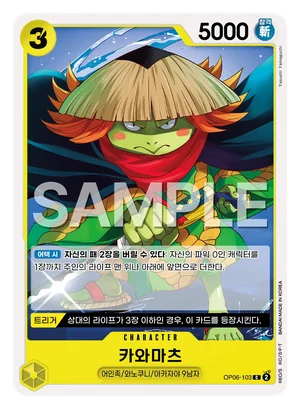 3
5000
참격
斬
SAMPLE
어택 시 자신의 패 2장을 버릴 수 있다: 자신의 파워 0인 캐릭터를
1장까지 주인의 라이프 맨 위나 아래에 앞면으로 더한다.
트리거 상대의 라이프가 3장 이하인 경우, 이 카드를 등장시킨다.
CHARACTER
카와마츠
어인족/와노쿠니/아카자야 9남자
OP06-103 C 2
BANDAI MADE IN KOREA